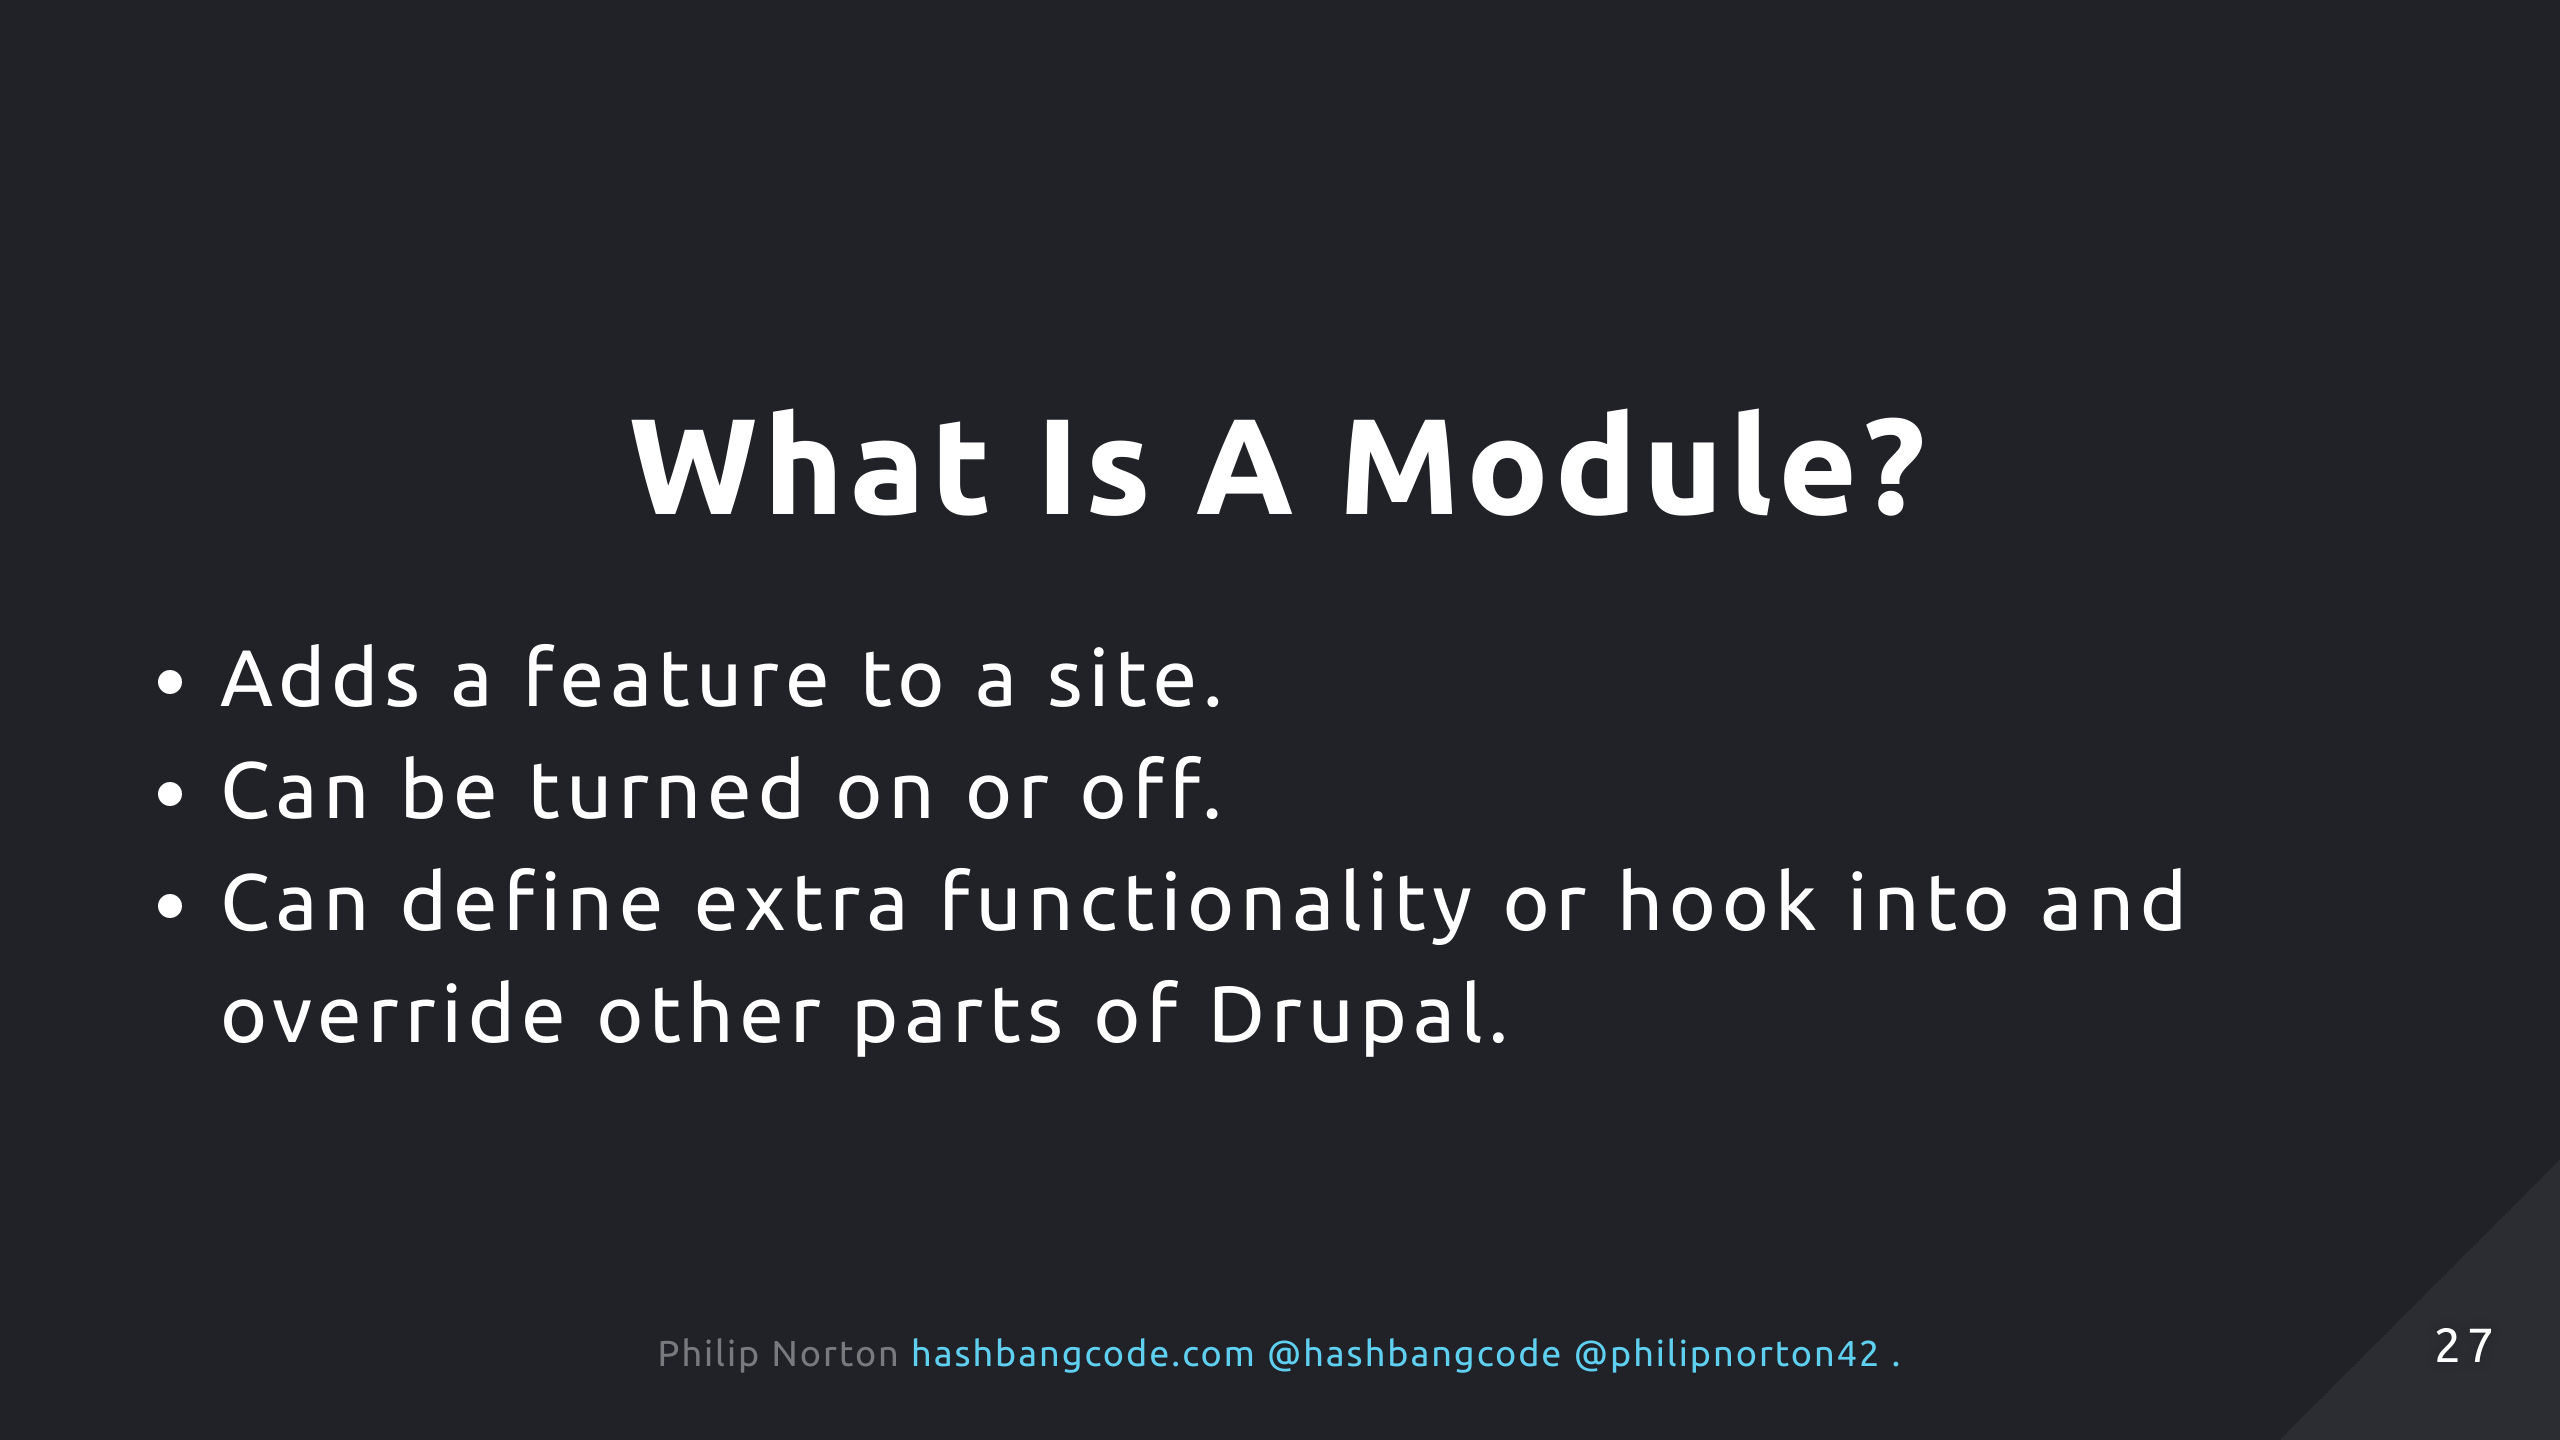 What Is A Module?
• Adds a feature to a site.
• Can be turned on or off.
• Can define extra functionality or hook into and
override other parts of Drupal.
Philip Norton hashbangcode.com @hashbangcode @philipnorton42 .
27